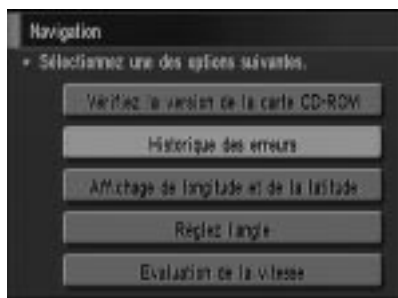 Navigation
• Sélectionnez une des options suivantes.
Vérifiez la version de la carte CD-ROM
Historique des erreurs
Affichage de longitude et de la latitude
Réglez l'angle
Evaluation de la vitesse